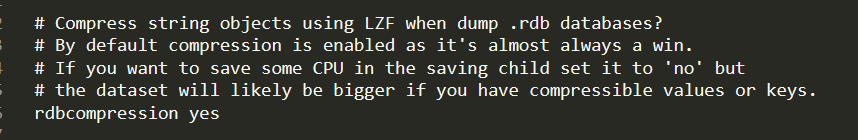 # Compress string objects using LZF when dump .rdb databases?
# By default compression is enabled as it's almost always a win.
# If you want to save some CPU in the saving child set it to 'no' but
# the dataset will likely be bigger if you have compressible values or keys.
rdbcompression yes